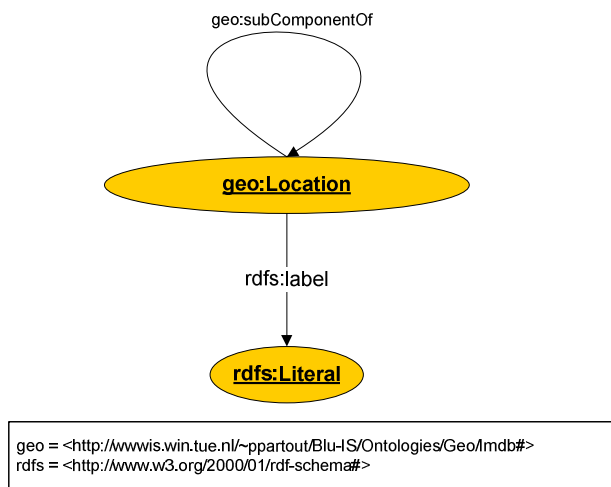 geo:subComponentOf
geo:Location
rdfs:label
rdfs:Literal
geo = <http://wwwis.win.tue.nl/~ppartout/Blu-IS/Ontologies/Geo/Imdb#>
rdfs = <http://www.w3.org/2000/01/rdf-schema#>